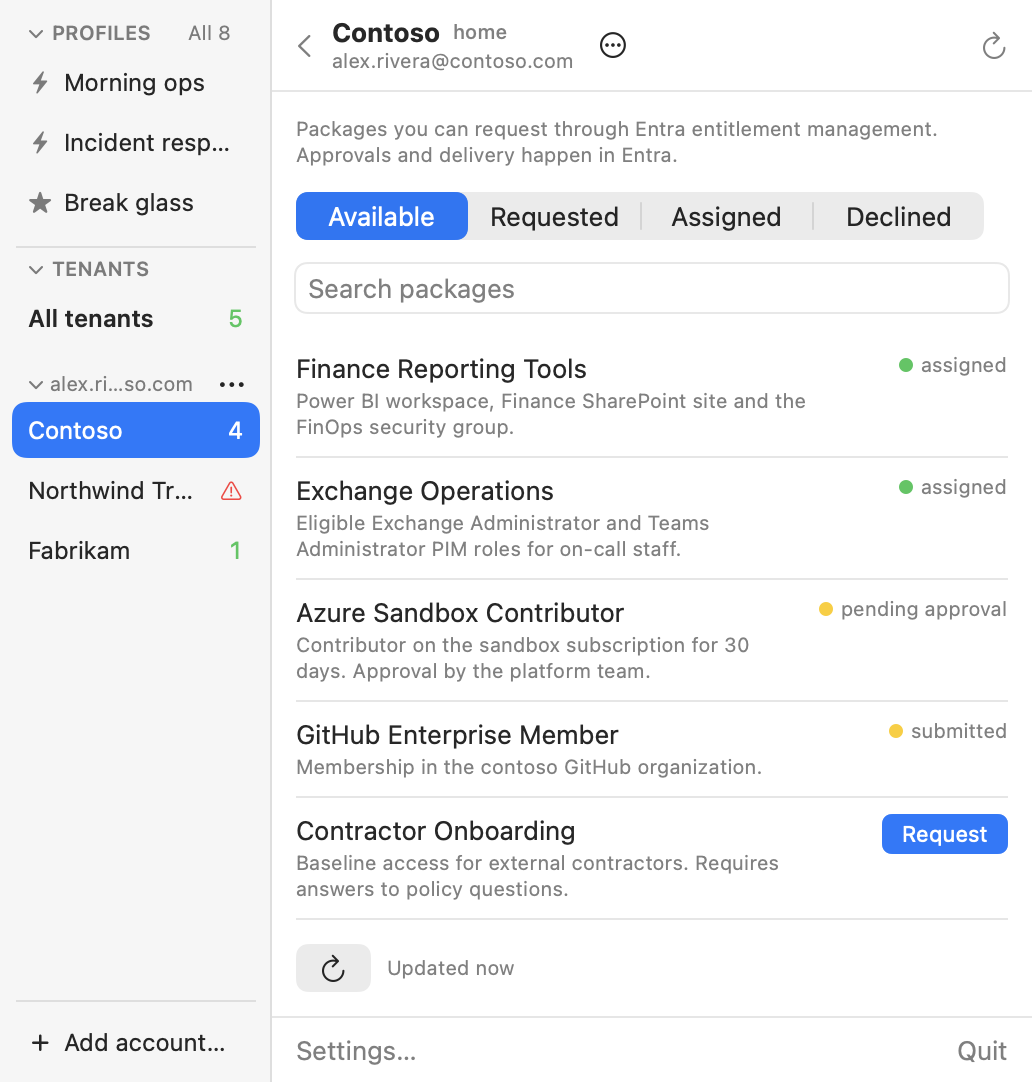 PROFILES All 8
Morning ops
Incident resp...
Break glass
TENANTS
All tenants 5
alex.ri...so.com
Contoso 4
Northwind Tr...
Fabrikam 1
+ Add account...
Contoso home
alex.rivera@contoso.com
Packages you can request through Entra entitlement management.
Approvals and delivery happen in Entra.
Available Requested Assigned Declined
Search packages
Finance Reporting Tools assigned
Power BI workspace, Finance SharePoint site and the
FinOps security group.
Exchange Operations assigned
Eligible Exchange Administrator and Teams
Administrator PIM roles for on-call staff.
Azure Sandbox Contributor pending approval
Contributor on the sandbox subscription for 30
days. Approval by the platform team.
GitHub Enterprise Member submitted
Membership in the contoso GitHub organization.
Contractor Onboarding Request
Baseline access for external contractors. Requires
answers to policy questions.
Updated now
Settings... Quit